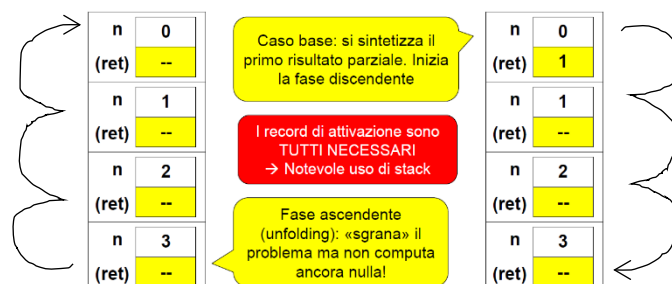 n 0
(ret) --
n 1
(ret) --
n 2
(ret) --
n 3
(ret) --
Caso base: si sintetizza il
primo risultato parziale. Inizia
la fase discendente
I record di attivazione sono
TUTTI NECESSARI
→ Notevole uso di stack
Fase ascendente
(unfolding): «sgrana» il
problema ma non computa
ancora nulla!
n 0
(ret) 1
n 1
(ret) --
n 2
(ret) --
n 3
(ret) --